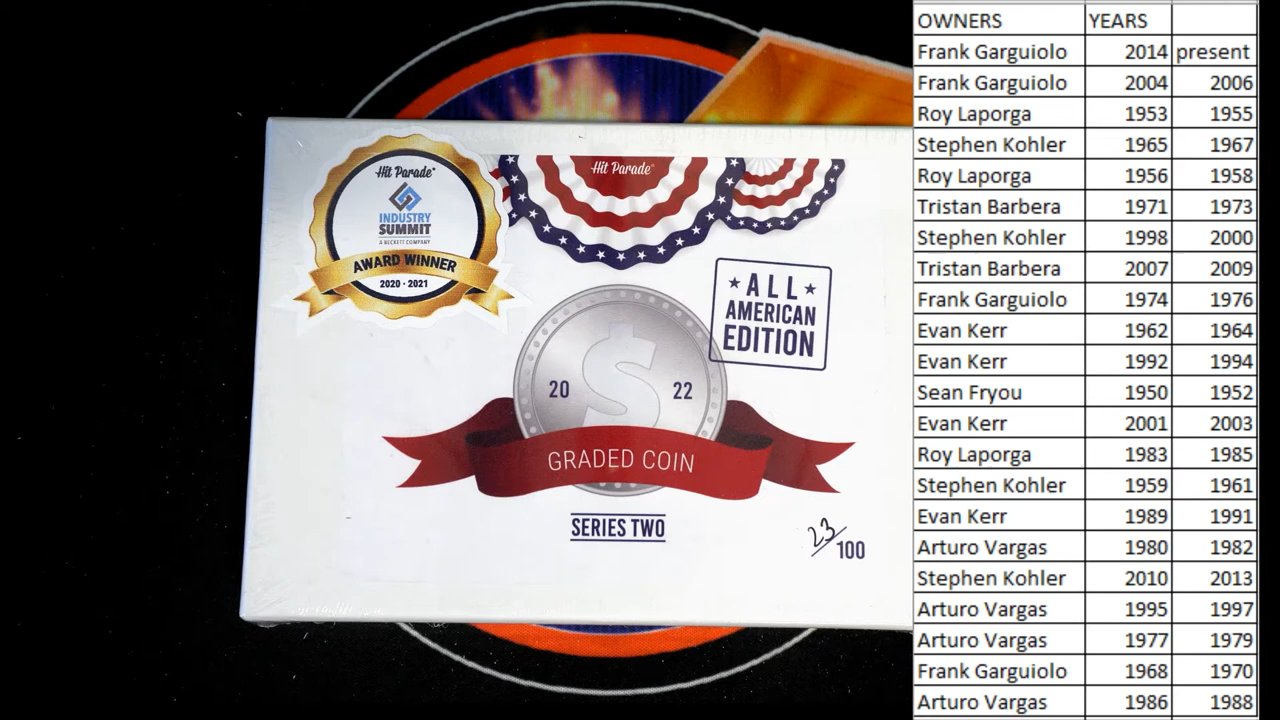 Hit Parade®
INDUSTRY
SUMMIT
A BECKETT COMPANY
AWARD WINNER
2020 - 2021
Hit Parade®
ALL
AMERICAN
EDITION
20 22
GRADED COIN
SERIES TWO
23/100
OWNERS YEARS
Frank Garguiolo 2014 present
Frank Garguiolo 2004 2006
Roy Laporga 1953 1955
Stephen Kohler 1965 1967
Roy Laporga 1956 1958
Tristan Barbera 1971 1973
Stephen Kohler 1998 2000
Tristan Barbera 2007 2009
Frank Garguiolo 1974 1976
Evan Kerr 1962 1964
Evan Kerr 1992 1994
Sean Fryou 1950 1952
Evan Kerr 2001 2003
Roy Laporga 1983 1985
Stephen Kohler 1959 1961
Evan Kerr 1989 1991
Arturo Vargas 1980 1982
Stephen Kohler 2010 2013
Arturo Vargas 1995 1997
Arturo Vargas 1977 1979
Frank Garguiolo 1968 1970
Arturo Vargas 1986 1988